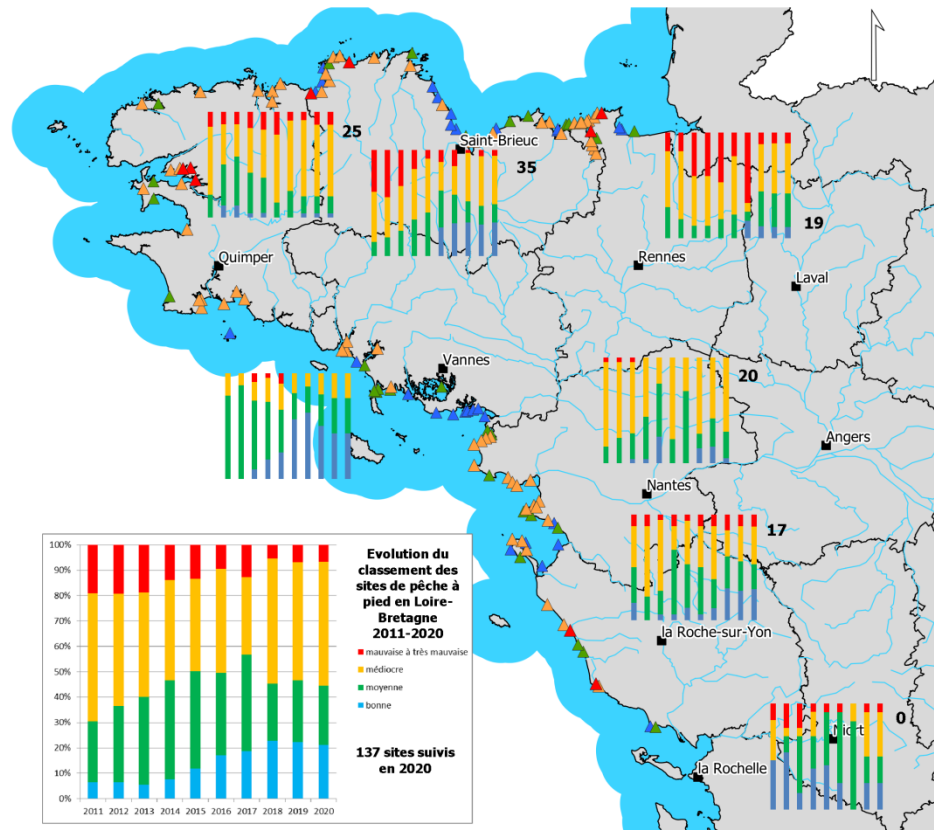 Saint-Brieuc
25
35
19
Quimper
Rennes
Laval
Vannes
20
Angers
Nantes
17
la Roche-sur-Yon
0
Niort
la Rochelle
Evolution du
classement des
sites de pêche à
pied en Loire-
Bretagne
2011-2020
mauvaise à très mauvaise
médiocre
moyenne
bonne
137 sites suivis
en 2020
100%
90%
80%
70%
60%
50%
40%
30%
20%
10%
0%
2011 2012 2013 2014 2015 2016 2017 2018 2019 2020